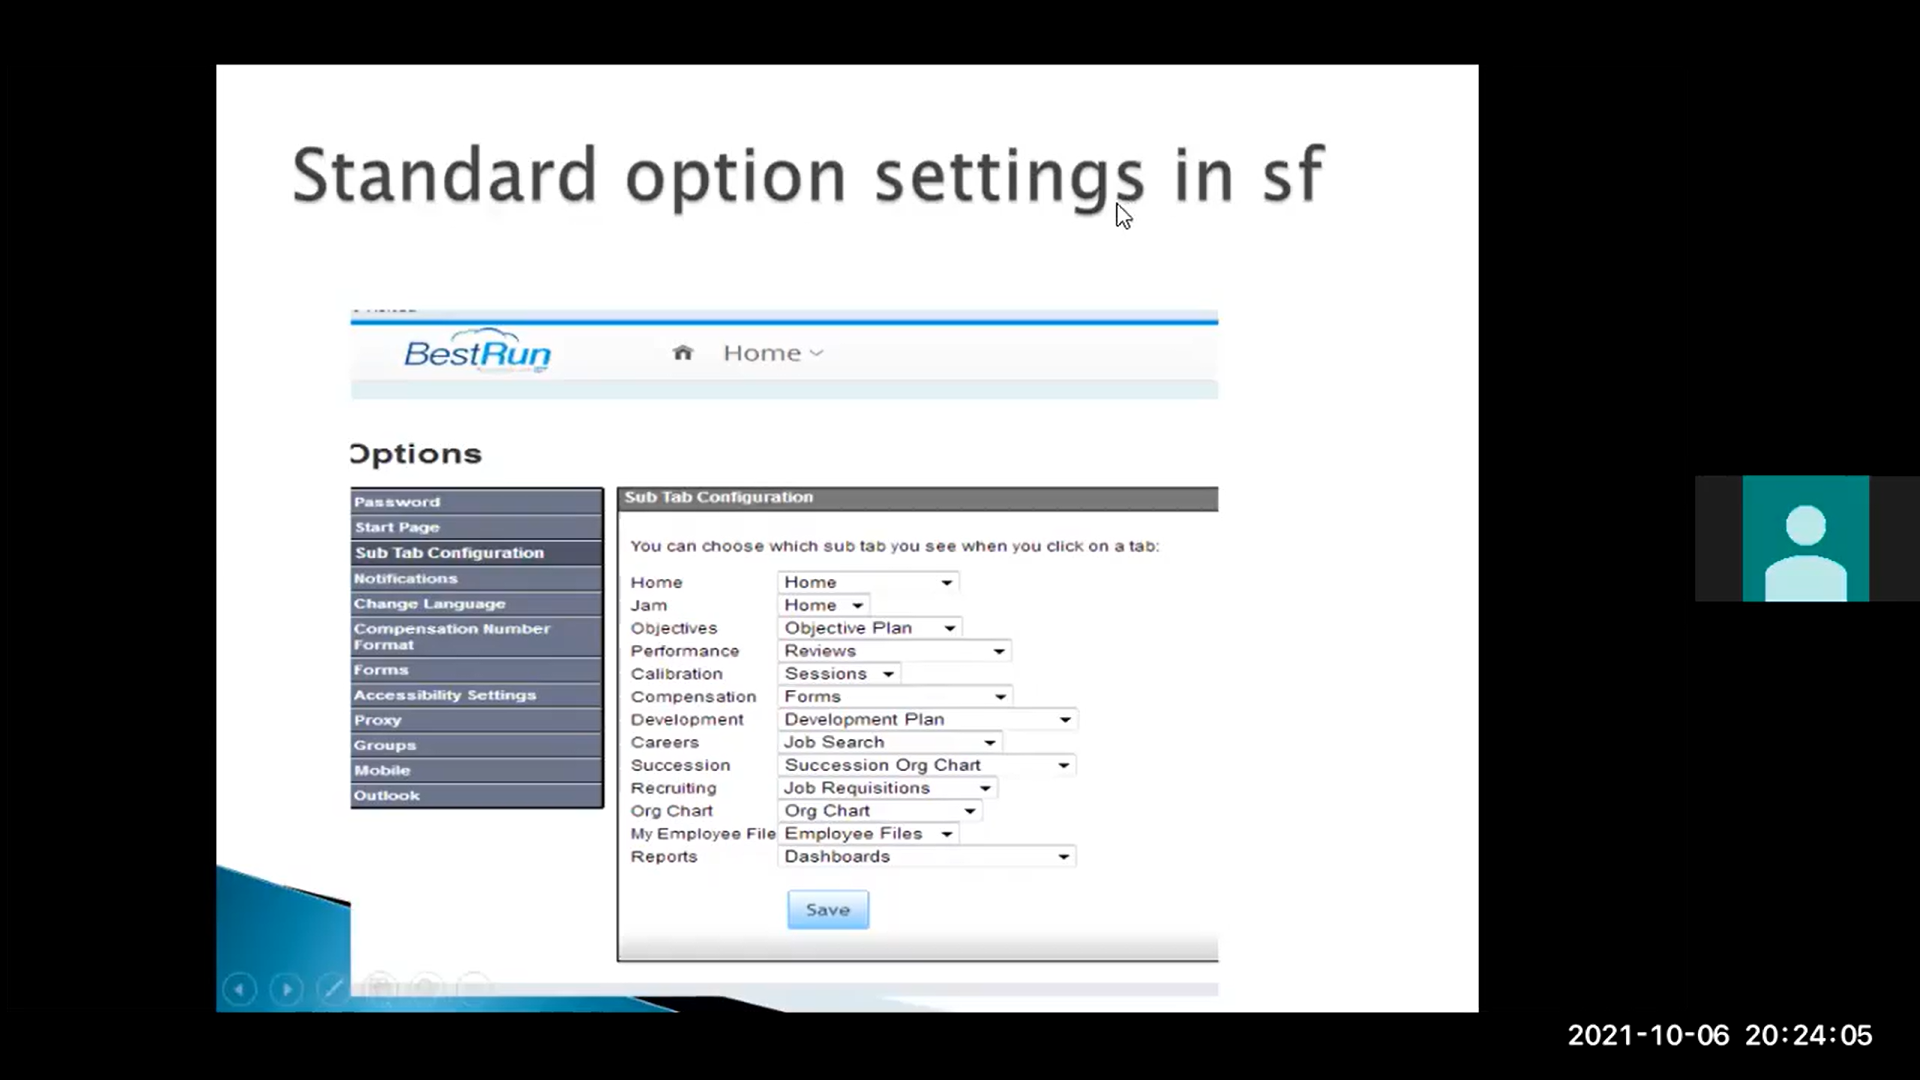 Standard option settings in sf
BestRun
Home
Options
Password
Start Page
Sub Tab Configuration
Notifications
Change Language
Compensation Number
Format
Forms
Accessibility Settings
Proxy
Groups
Mobile
Outlook
Sub Tab Configuration
You can choose which sub tab you see when you click on a tab:
Home Home
Jam Home
Objectives Objective Plan
Performance Reviews
Calibration Sessions
Compensation Forms
Development Development Plan
Careers Job Search
Succession Succession Org Chart
Recruiting Job Requisitions
Org Chart Org Chart
My Employee File Employee Files
Reports Dashboards
Save
2021-10-06 20:24:05